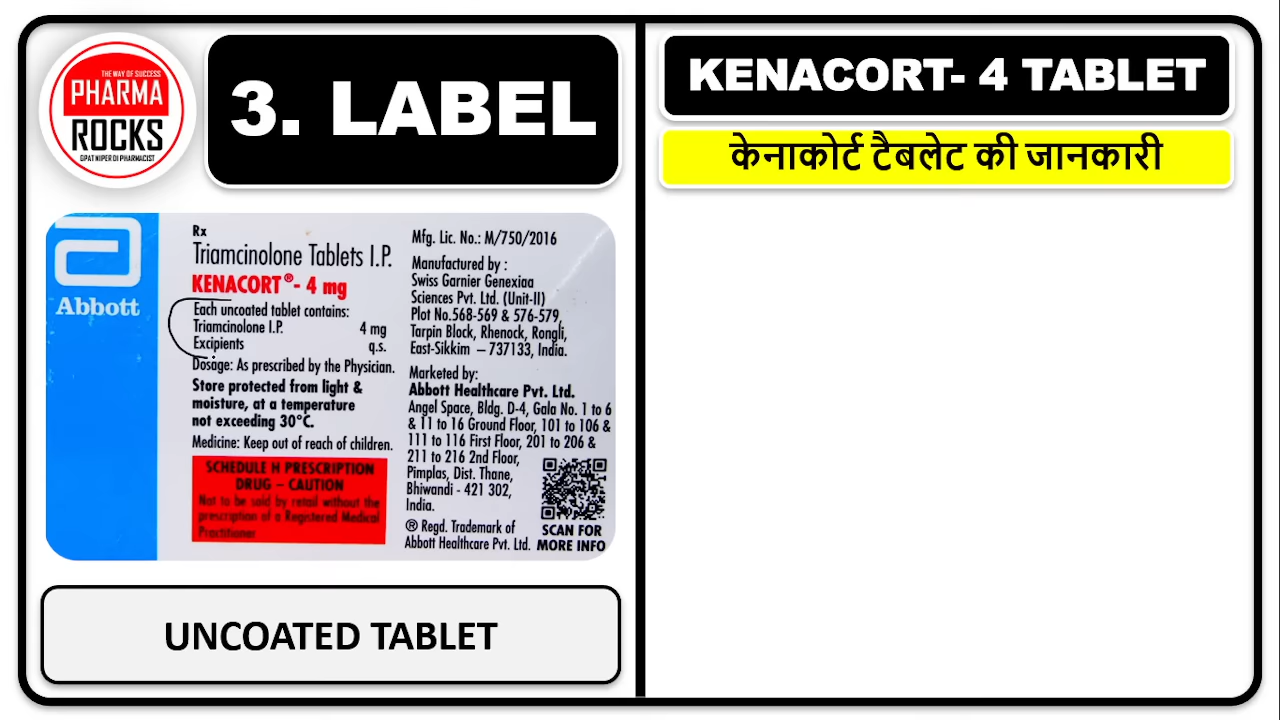 THE WAY OF SUCCESS
PHARMA
ROCKS
GPAT NIPER DI PHARMACIST
3. LABEL
Abbott
Rx
Triamcinolone Tablets I.P.
KENACORT®- 4 mg
Each uncoated tablet contains:
Triamcinolone I.P. 4 mg
Excipients q.s.
Dosage: As prescribed by the Physician.
Store protected from light &
moisture, at a temperature
not exceeding 30°C.
Medicine: Keep out of reach of children.
SCHEDULE H PRESCRIPTION
DRUG – CAUTION
Not to be sold by retail without the
prescription of a Registered Medical
Practitioner
Mfg. Lic. No.: M/750/2016
Manufactured by :
Swiss Garnier Genexiaa
Sciences Pvt. Ltd. (Unit-II)
Plot No.568-569 & 576-579,
Tarpin Block, Rhenock, Rongli,
East-Sikkim – 737133, India.
Marketed by:
Abbott Healthcare Pvt. Ltd.
Angel Space, Bldg. D-4, Gala No. 1 to 6
& 11 to 16 Ground Floor, 101 to 106 &
111 to 116 First Floor, 201 to 206 &
211 to 216 2nd Floor,
Pimplas, Dist. Thane,
Bhiwandi - 421 302,
India.
® Regd. Trademark of
Abbott Healthcare Pvt. Ltd.
SCAN FOR
MORE INFO
UNCOATED TABLET
KENACORT- 4 TABLET
केनाकोर्ट टैबलेट की जानकारी